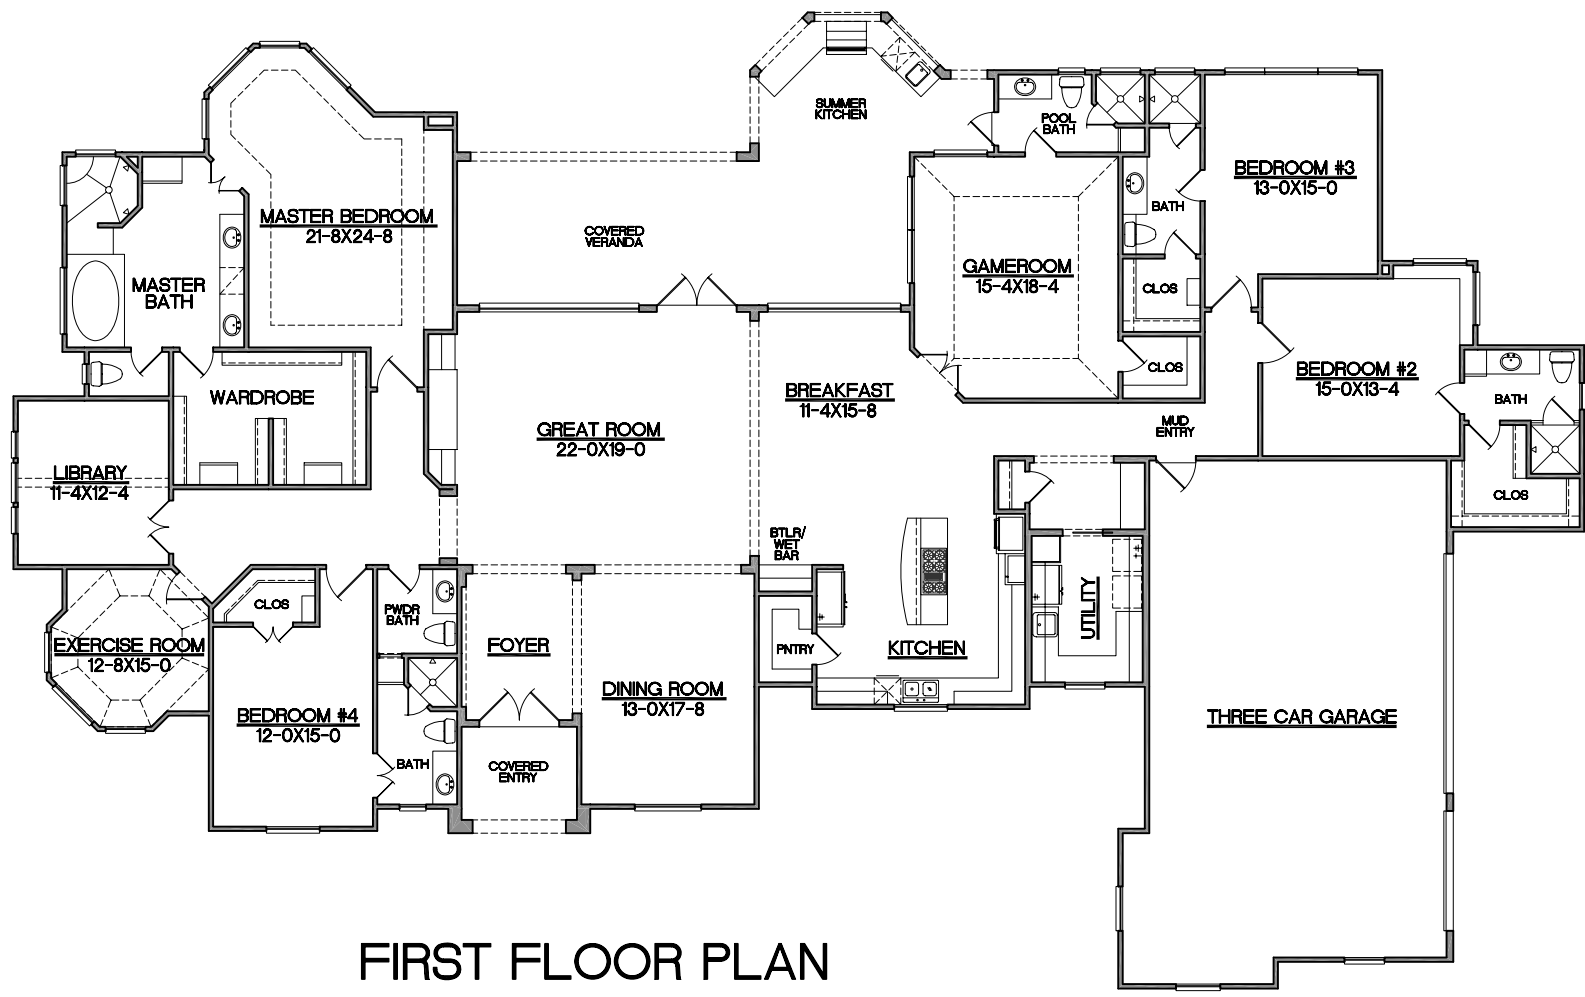 SUMMER
KITCHEN
POOL
BATH
BEDROOM #3
13-0X15-0
MASTER BEDROOM
21-8X24-8
BATH
COVERED
VERANDA
GAMEROOM
15-4X18-4
MASTER
BATH
CLOS
CLOS
BEDROOM #2
15-0X13-4
BATH
WARDROBE
BREAKFAST
11-4X15-8
GREAT ROOM
22-0X19-0
MUD
ENTRY
LIBRARY
11-4X12-4
CLOS
BTLR/
WET
BAR
CLOS
PWDR
BATH
UTILITY
EXERCISE ROOM
12-8X15-0
FOYER
PNTRY
KITCHEN
DINING ROOM
13-0X17-8
BEDROOM #4
12-0X15-0
THREE CAR GARAGE
BATH
COVERED
ENTRY
FIRST FLOOR PLAN